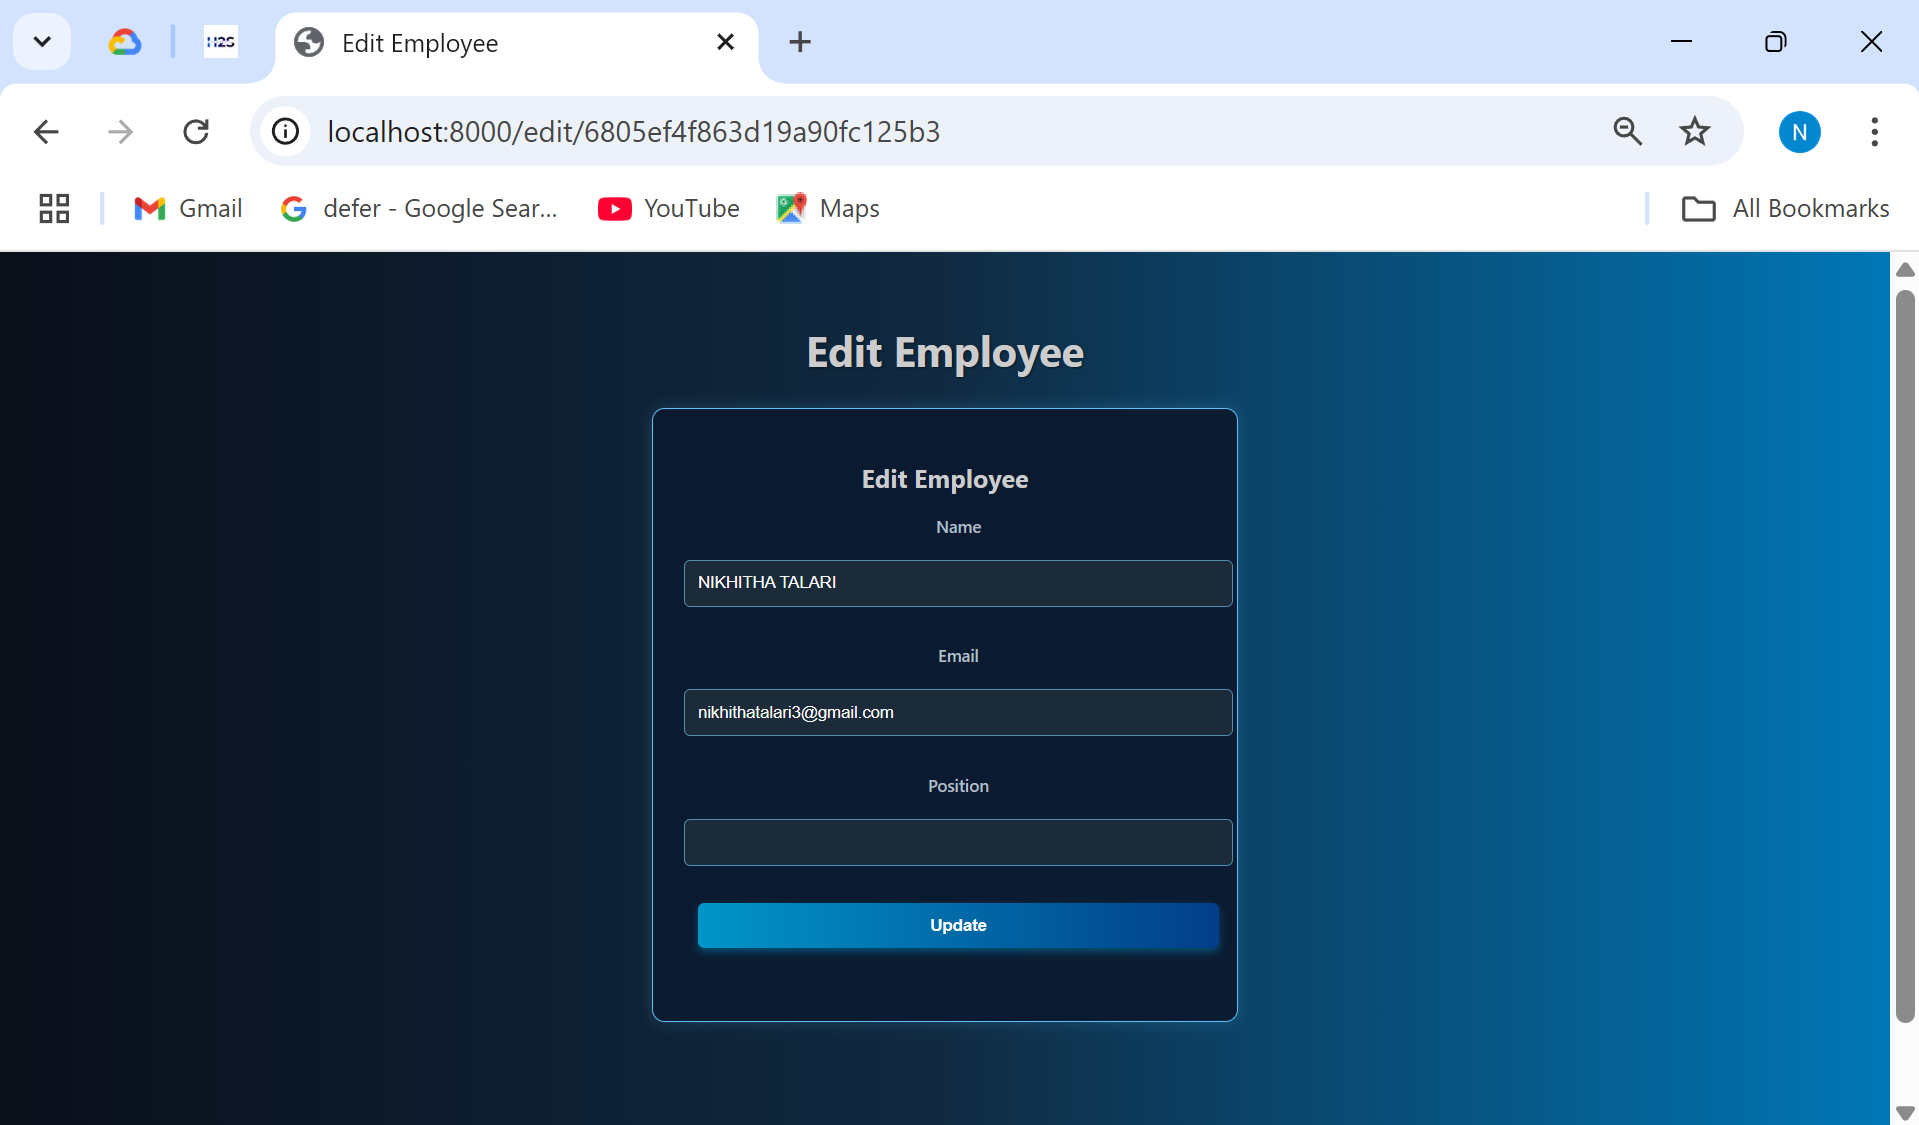 H2S
Edit Employee
localhost:8000/edit/6805ef4f863d19a90fc125b3
N
Gmail
defer - Google Sear...
YouTube
Maps
All Bookmarks
Edit Employee
Edit Employee
Name
NIKHITHA TALARI
Email
nikhithatalari3@gmail.com
Position
Update